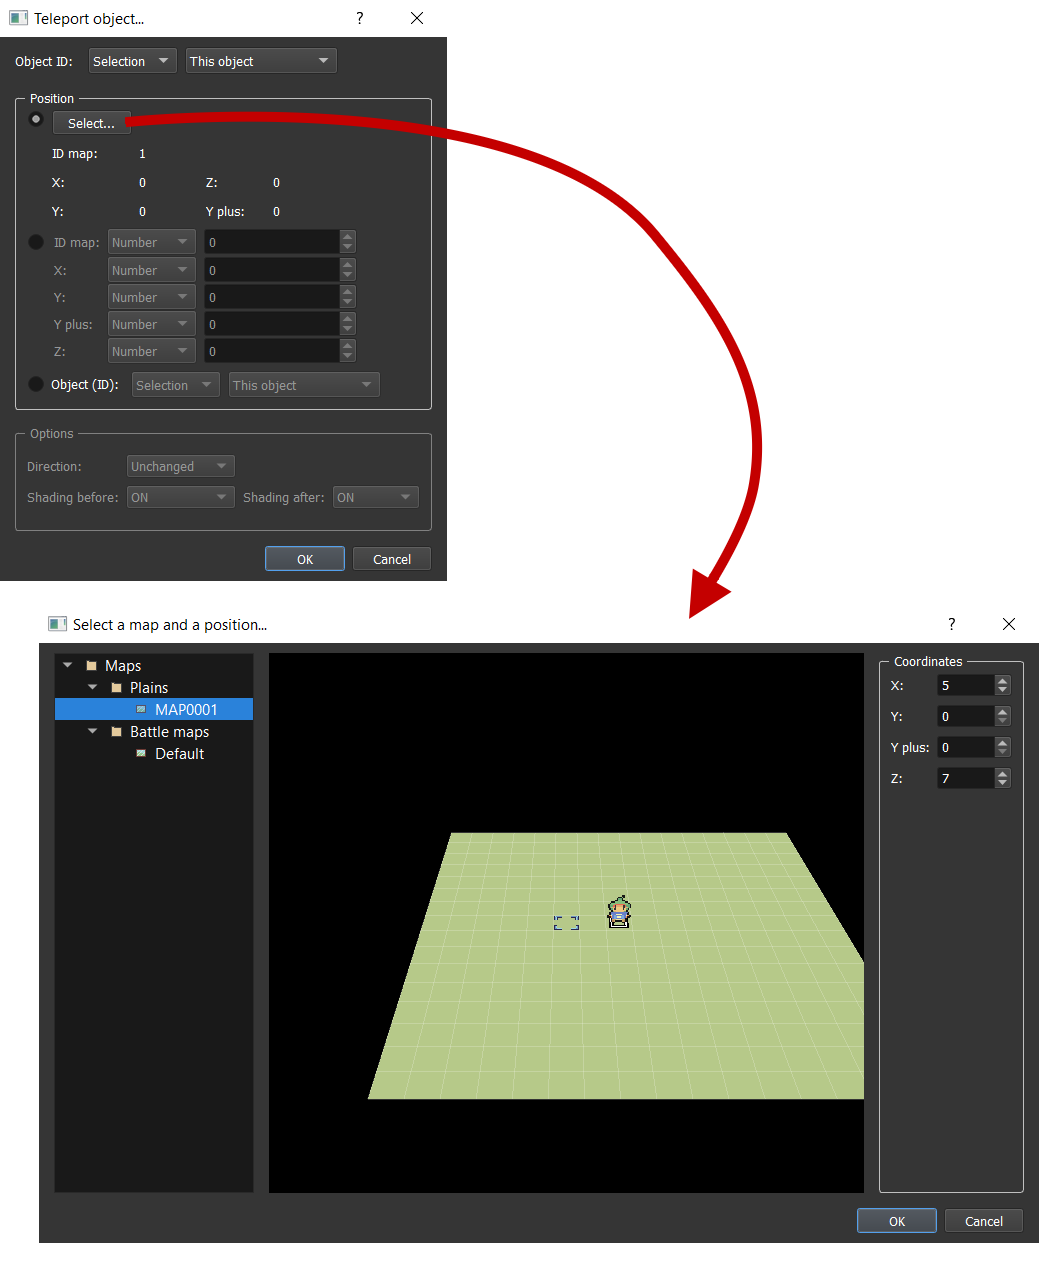 Teleport object...
?
Object ID: Selection This object
Position
Select...
ID map: 1
X: 0 Z: 0
Y: 0 Y plus: 0
ID map: Number 0
X: Number 0
Y: Number 0
Y plus: Number 0
Z: Number 0
Object (ID): Selection This object
Options
Direction: Unchanged
Shading before: ON Shading after: ON
OK Cancel
Select a map and a position...
?
Maps
Plains
MAP0001
Battle maps
Default
Coordinates
X: 5
Y: 0
Y plus: 0
Z: 7
OK Cancel